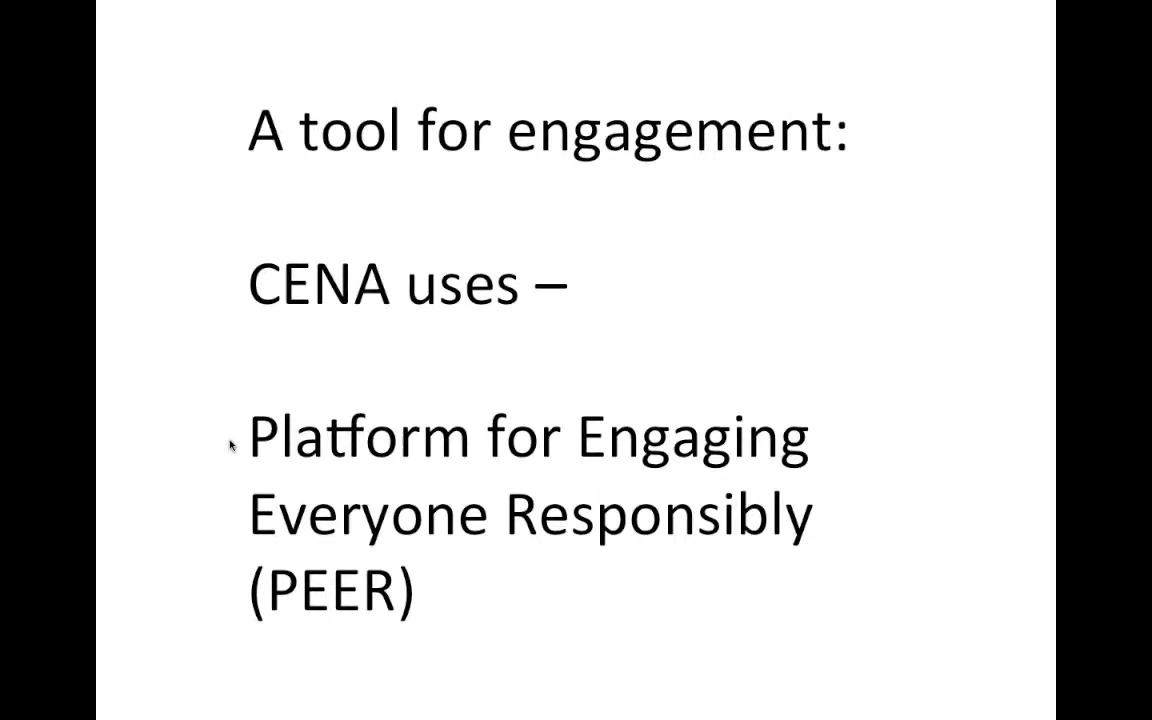 A tool for engagement:
CENA uses –
Platform for Engaging
Everyone Responsibly
(PEER)